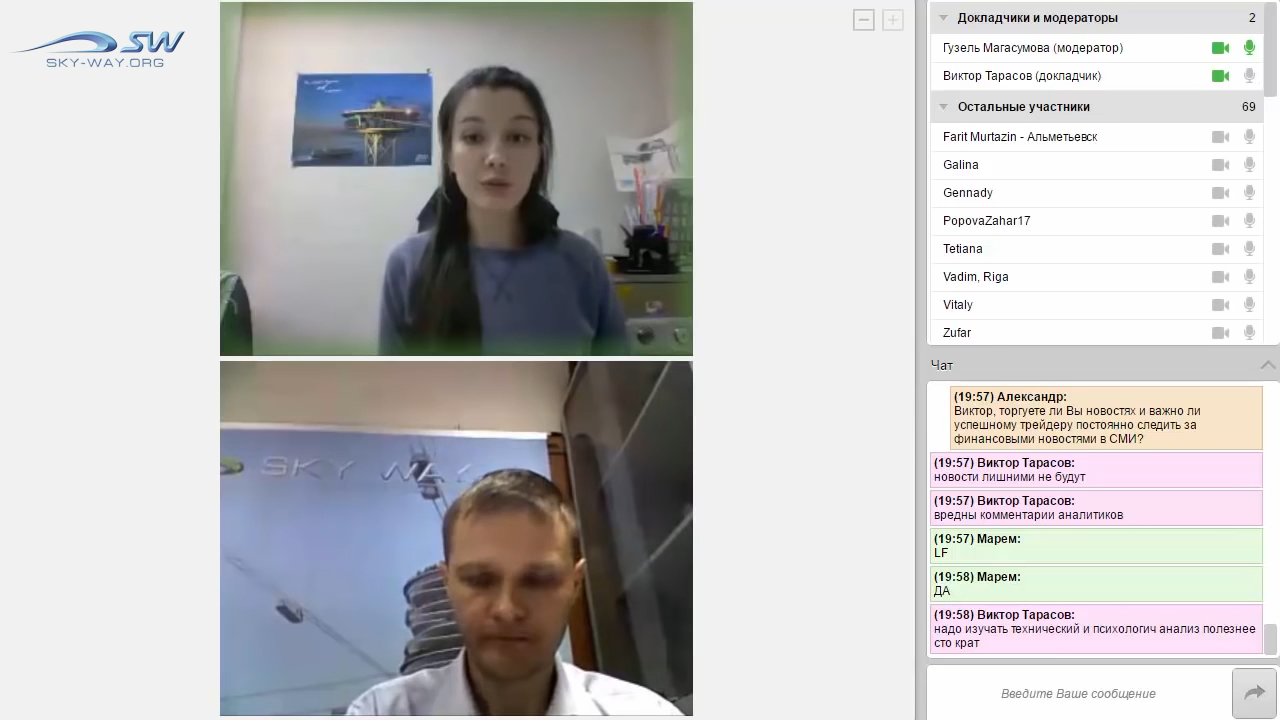 SW
SKY-WAY.ORG
SKY WAY
Докладчики и модераторы 2
Гузель Магасумова (модератор)
Виктор Тарасов (докладчик)
Остальные участники 69
Farit Murtazin - Альметьевск
Galina
Gennady
PopovaZahar17
Tetiana
Vadim, Riga
Vitaly
Zufar
Чат
(19:57) Александр:
Виктор, торгуете ли Вы новостях и важно ли
успешному трейдеру постоянно следить за
финансовыми новостями в СМИ?
(19:57) Виктор Тарасов:
новости лишними не будут
(19:57) Виктор Тарасов:
вредны комментарии аналитиков
(19:57) Марем:
LF
(19:58) Марем:
ДА
(19:58) Виктор Тарасов:
надо изучать технический и психологич анализ полезнее
сто крат
Введите Ваше сообщение